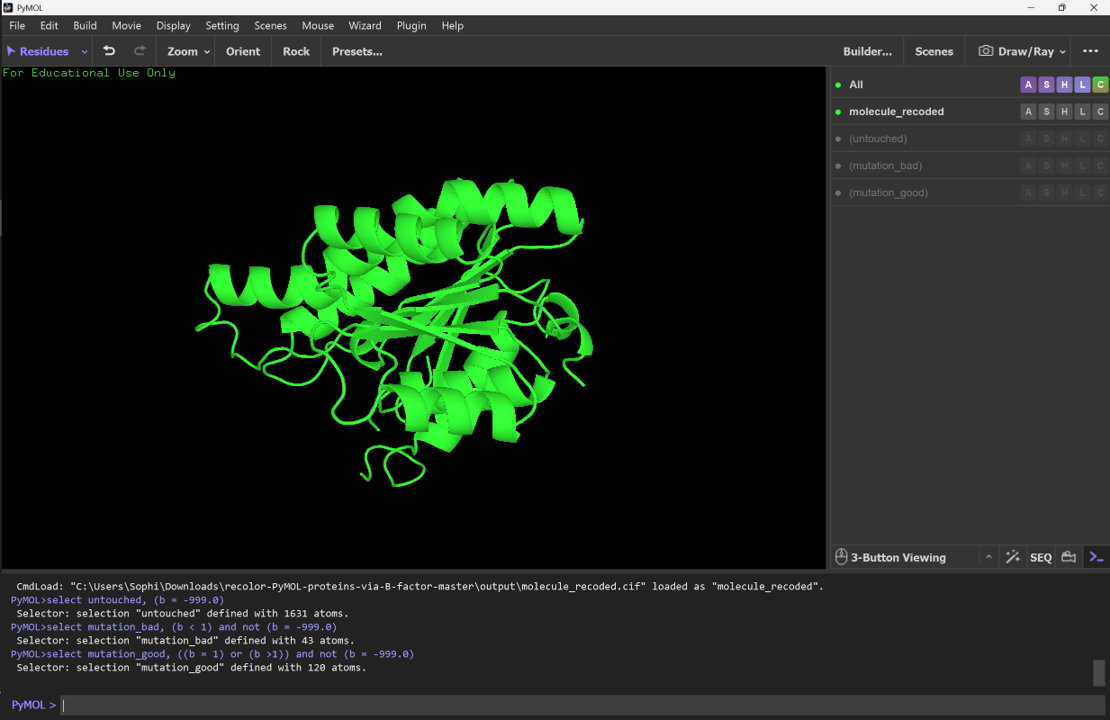 PyMOL
File Edit Build Movie Display Setting Scenes Mouse Wizard Plugin Help
Residues Zoom Orient Rock Presets... Builder... Scenes Draw/Ray
For Educational Use Only
All A S H L C
molecule_recoded A S H L C
(untouched) A S H L C
(mutation_bad) A S H L C
(mutation_good) A S H L C
3-Button Viewing SEQ
CmdLoad: "C:\Users\Sophi\Downloads\recolor-PyMOL-proteins-via-B-factor-master\output\molecule_recoded.cif" loaded as "molecule_recoded".
PyMOL>select untouched, (b = -999.0)
Selector: selection "untouched" defined with 1631 atoms.
PyMOL>select mutation_bad, (b < 1) and not (b = -999.0)
Selector: selection "mutation_bad" defined with 43 atoms.
PyMOL>select mutation_good, ((b = 1) or (b >1)) and not (b = -999.0)
Selector: selection "mutation_good" defined with 120 atoms.
PyMOL >